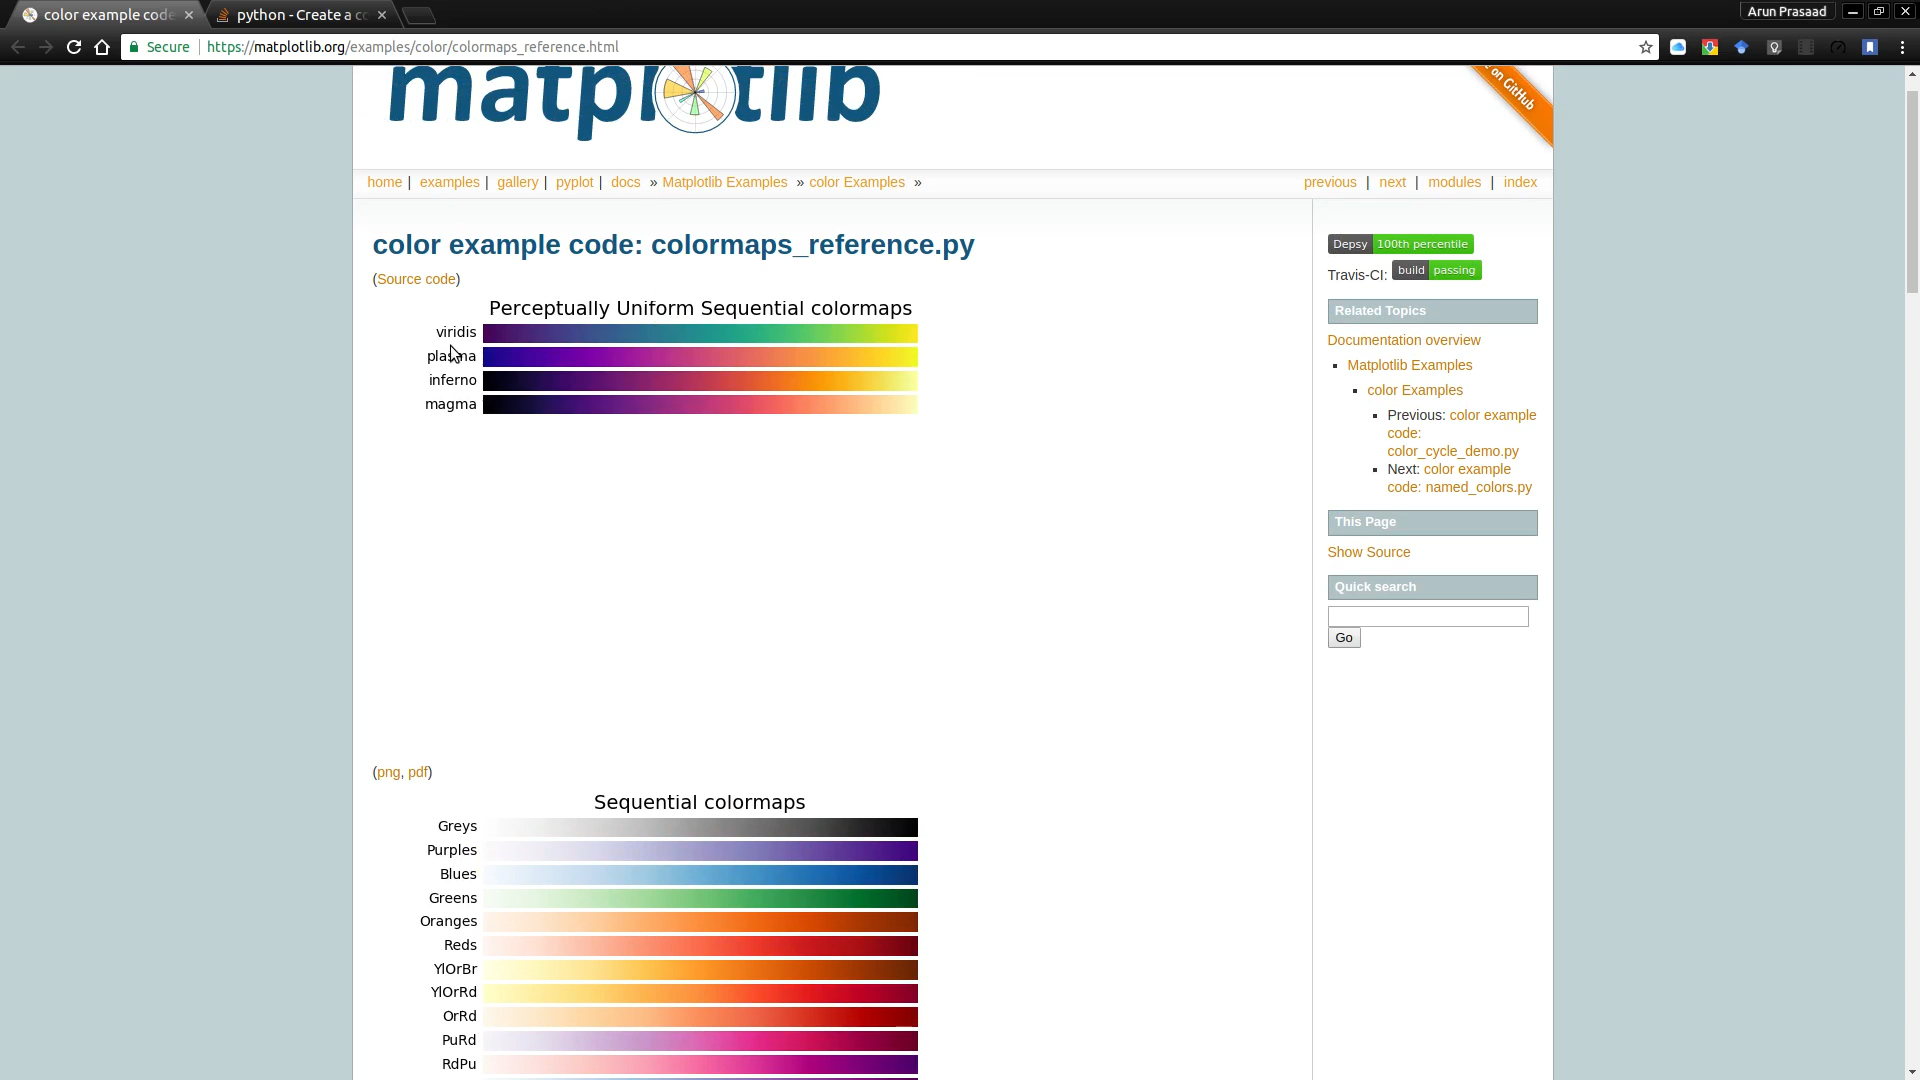 color example code
python - Create a co
Arun Prasaad
Secure
https://matplotlib.org/examples/color/colormaps_reference.html
matplotlib
on GitHub
home | examples | gallery | pyplot | docs » Matplotlib Examples » color Examples »
previous | next | modules | index
color example code: colormaps_reference.py
(Source code)
Perceptually Uniform Sequential colormaps
viridis
plasma
inferno
magma
(png, pdf)
Sequential colormaps
Greys
Purples
Blues
Greens
Oranges
Reds
YlOrBr
YlOrRd
OrRd
PuRd
RdPu
Depsy 100th percentile
Travis-CI: build passing
Related Topics
Documentation overview
Matplotlib Examples
color Examples
Previous: color example
code:
color_cycle_demo.py
Next: color example
code: named_colors.py
This Page
Show Source
Quick search
Go